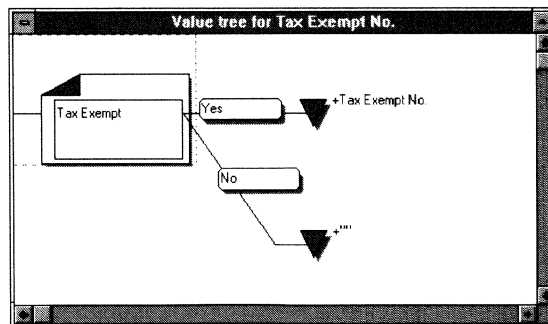 Value tree for Tax Exempt No.
Tax Exempt
Yes
+Tax Exempt No.
No
+""